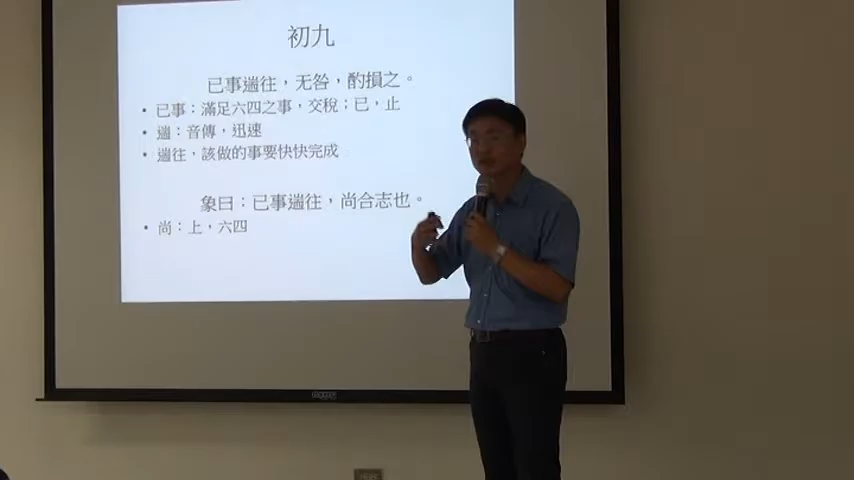 初九
已事遄往，无咎，酌損之。
• 已事：滿足六四之事，交稅；已，止
• 遄：音傳，迅速
• 遄往，該做的事要快快完成
象曰：已事遄往，尚合志也。
• 尚：上，六四